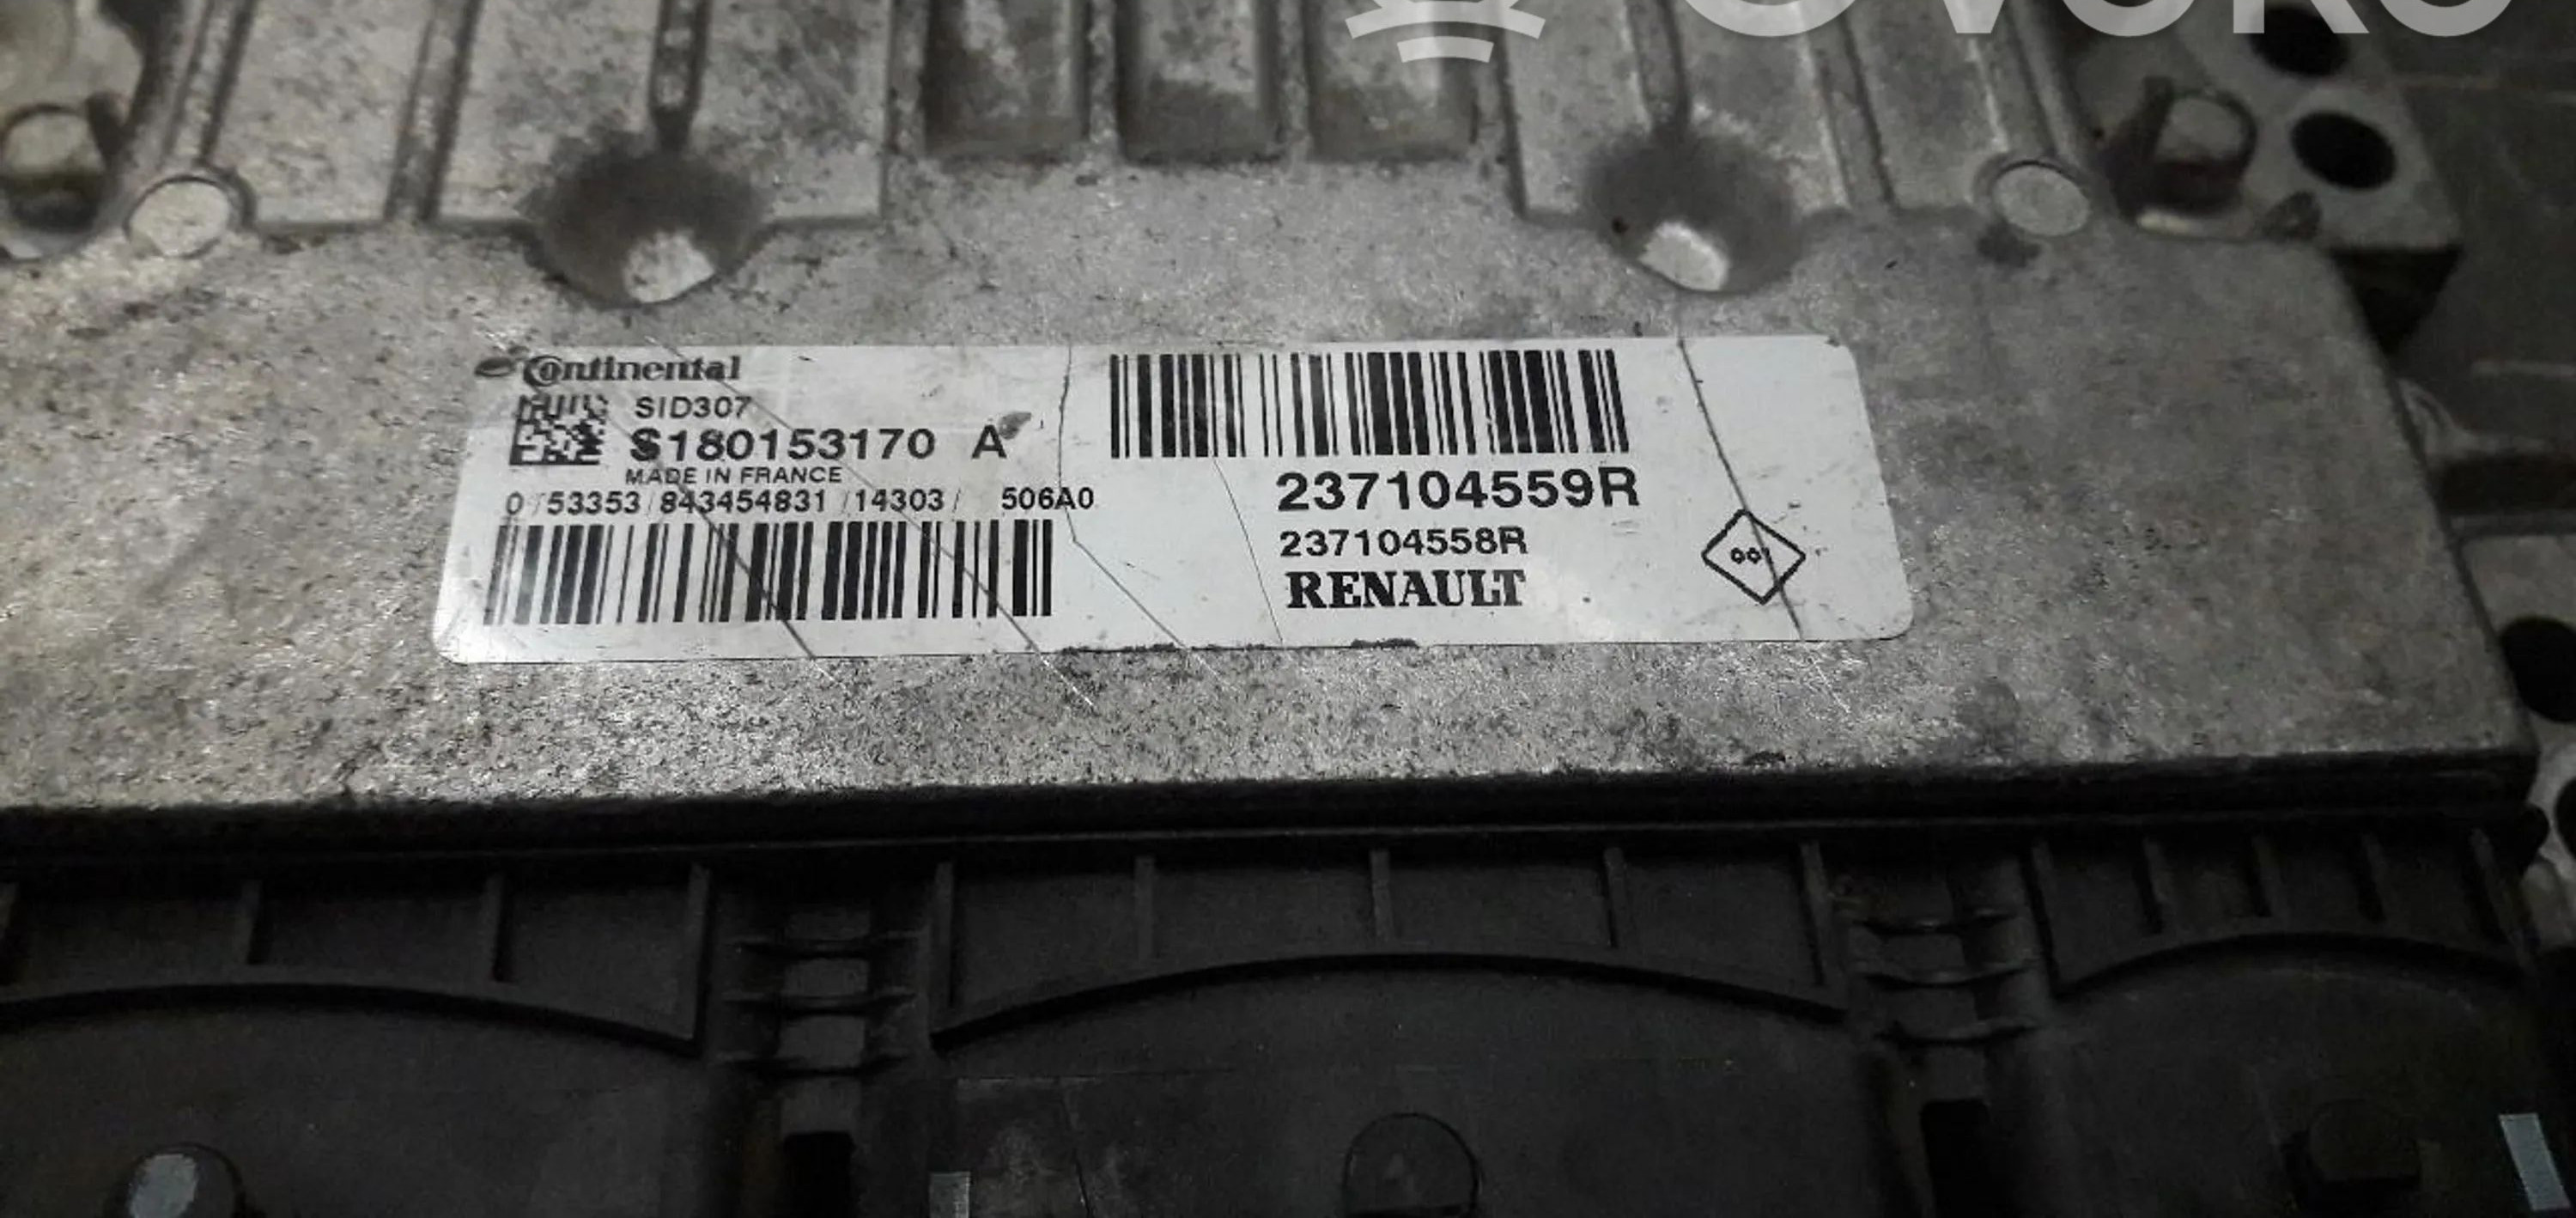 Continental
SID307
S180153170 A
MADE IN FRANCE
0 / 53353 / 843454831 / 14303 / 506A0
237104559R
237104558R
RENAULT